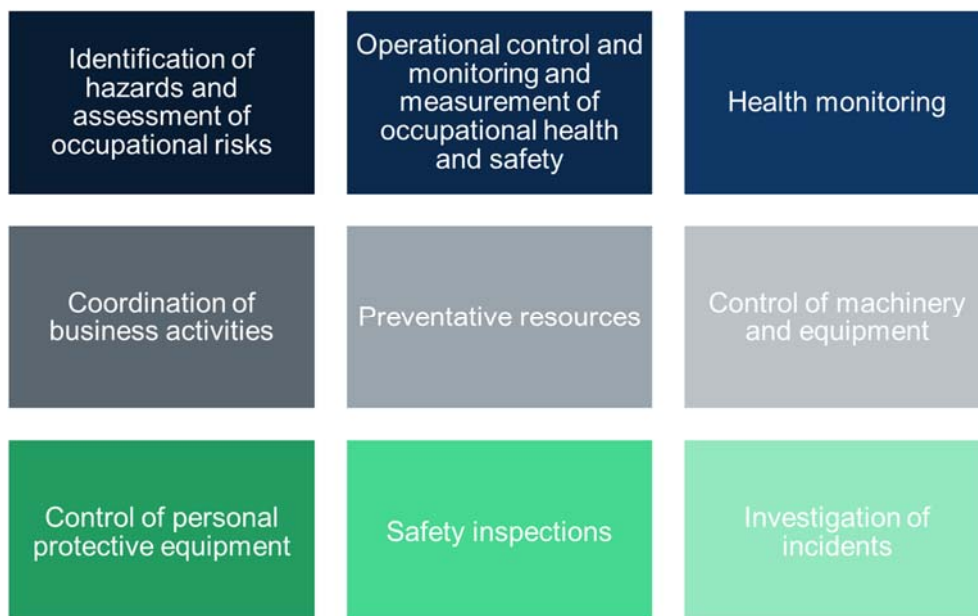 Identification of
hazards and
assessment of
occupational risks
Operational control and
monitoring and
measurement of
occupational health
and safety
Health monitoring
Coordination of
business activities
Preventative resources
Control of machinery
and equipment
Control of personal
protective equipment
Safety inspections
Investigation of
incidents